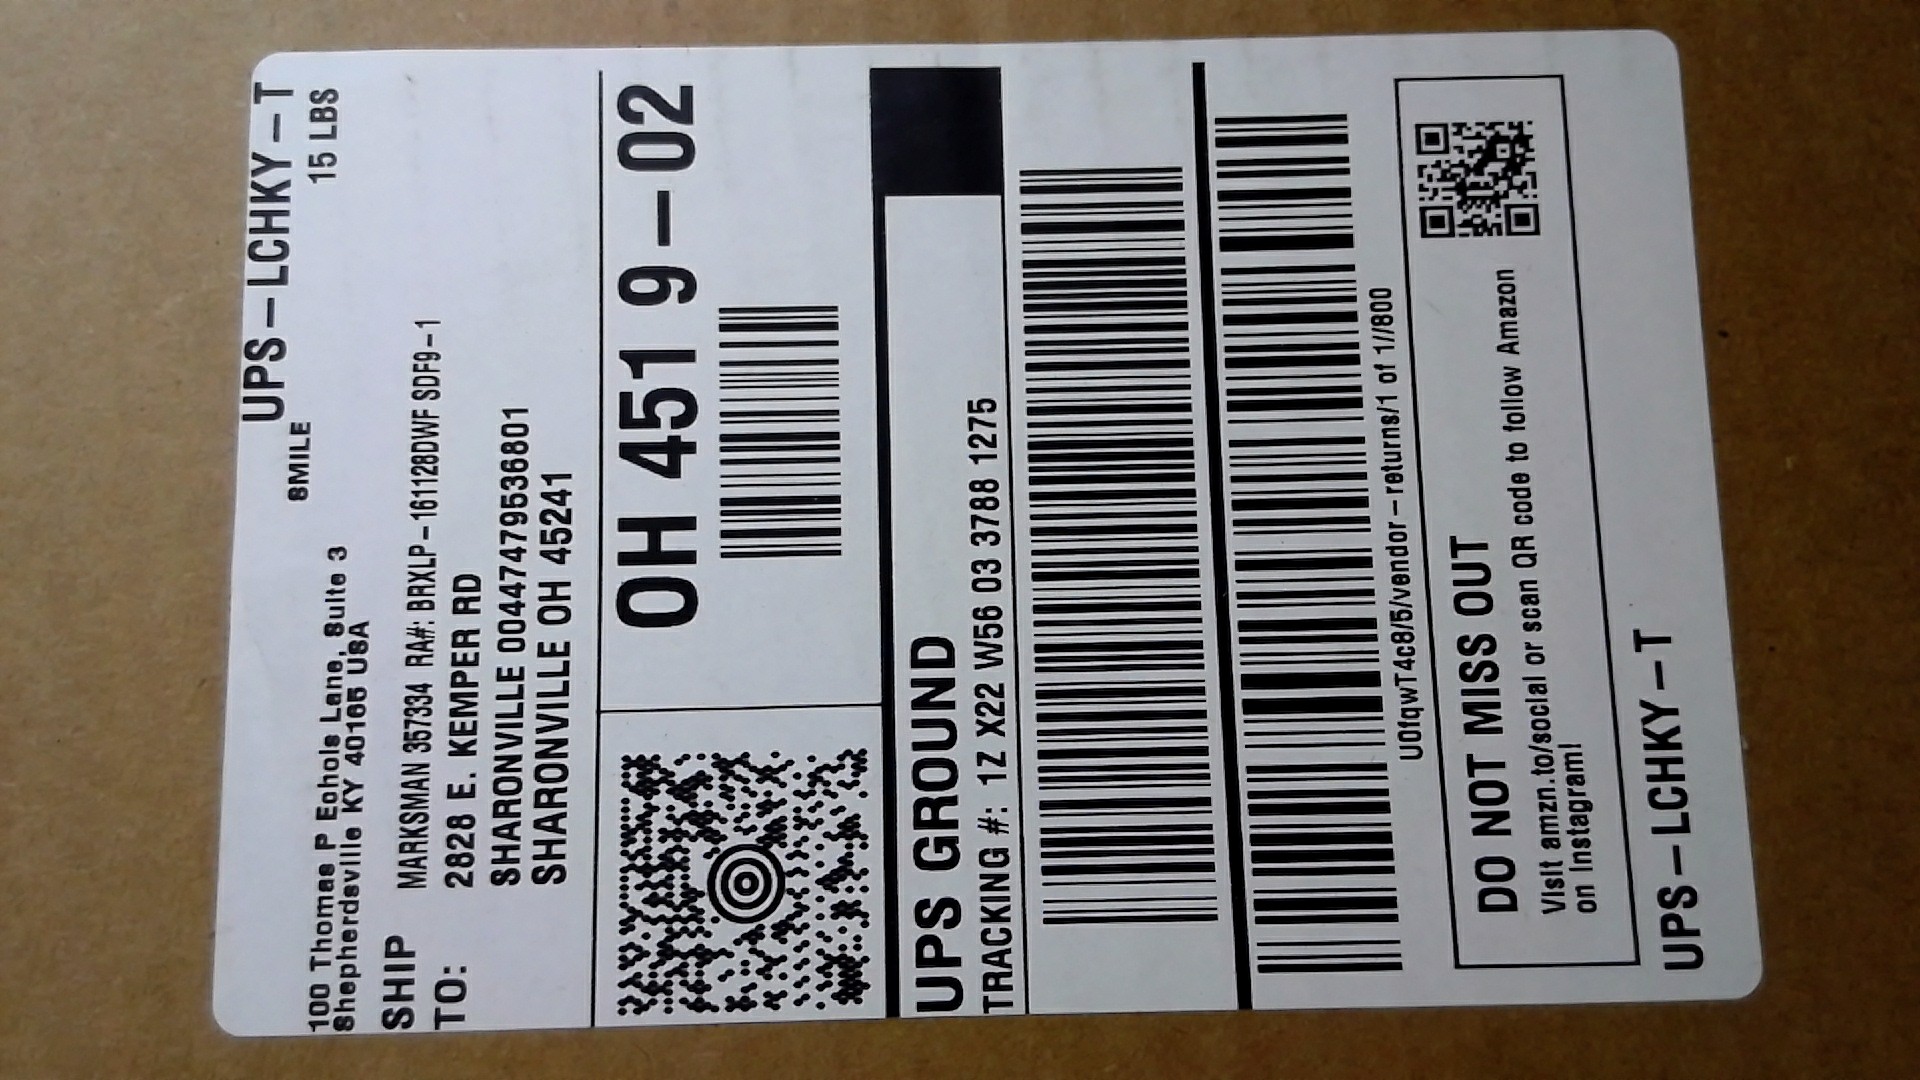 UPS-LCHKY-T
SMILE
15 LBS
100 Thomas P Echols Lane, Suite 3
Shepherdsville KY 40165 USA
SHIP TO:
MARKSMAN 357334 RA#: BRXLP-161128DWF SDF9-1
2828 E. KEMPER RD
SHARONVILLE 00447479536801
SHARONVILLE OH 45241
OH 451 9-02
UPS GROUND
TRACKING #: 1Z X22 W56 03 3788 1275
U0fqwT4c8/5/vendor-returns/1 of 1//800
DO NOT MISS OUT
Visit amzn.to/social or scan QR code to follow Amazon
on Instagram!
UPS-LCHKY-T